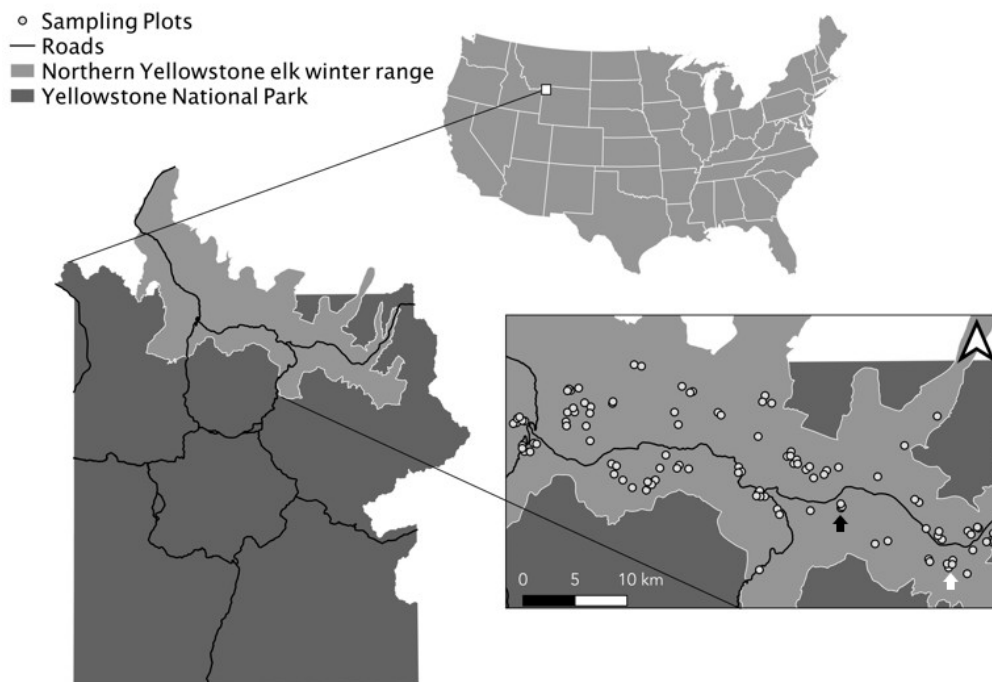 Sampling Plots
Roads
Northern Yellowstone elk winter range
Yellowstone National Park
0 5 10 km